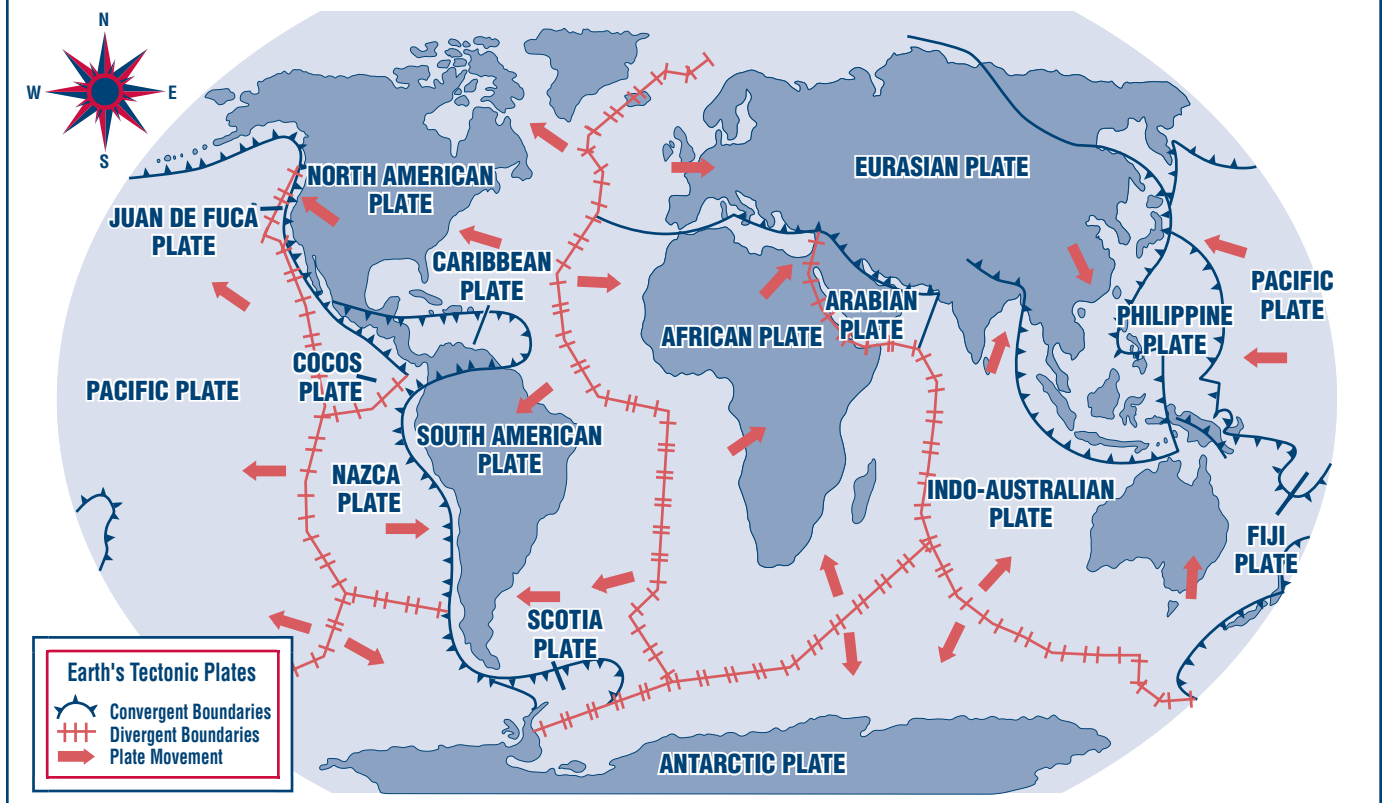 N
W
E
S
NORTH AMERICAN
PLATE
JUAN DE FUCA
PLATE
CARIBBEAN
PLATE
EURASIAN PLATE
PACIFIC
PLATE
ARABIAN
PLATE
AFRICAN PLATE
PHILIPPINE
PLATE
COCOS
PLATE
PACIFIC PLATE
SOUTH AMERICAN
PLATE
NAZCA
PLATE
INDO-AUSTRALIAN
PLATE
FIJI
PLATE
SCOTIA
PLATE
ANTARCTIC PLATE
Earth's Tectonic Plates
Convergent Boundaries
Divergent Boundaries
Plate Movement